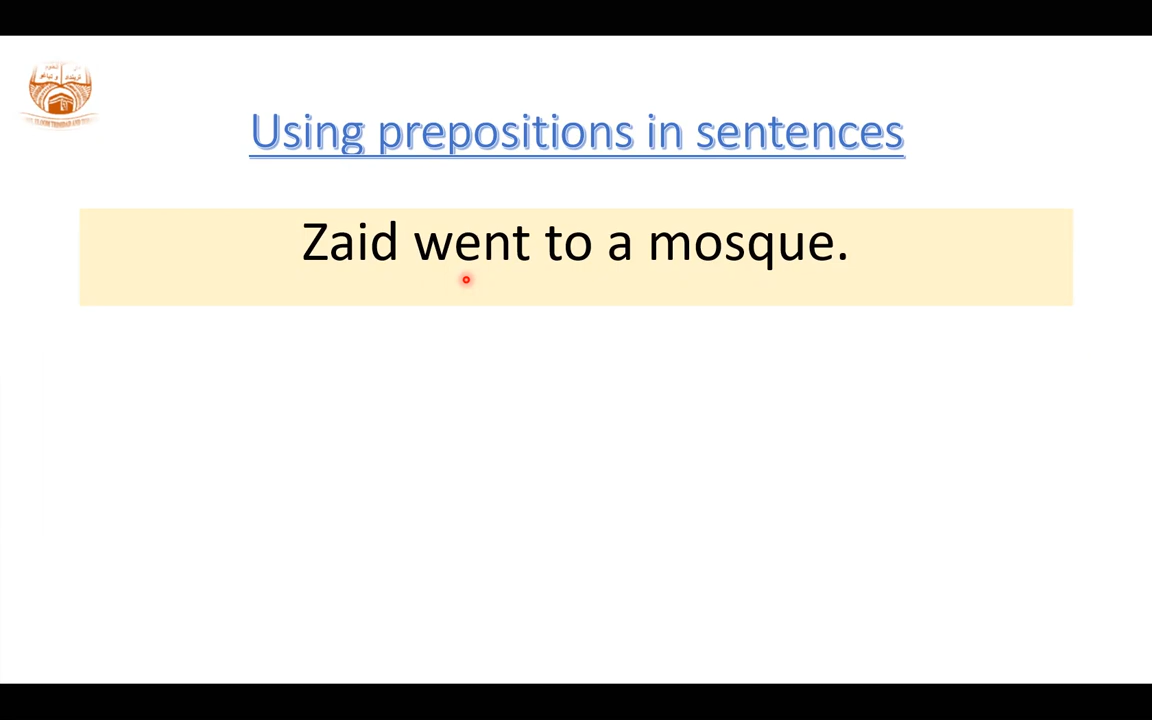 Using prepositions in sentences
Zaid went to a mosque.